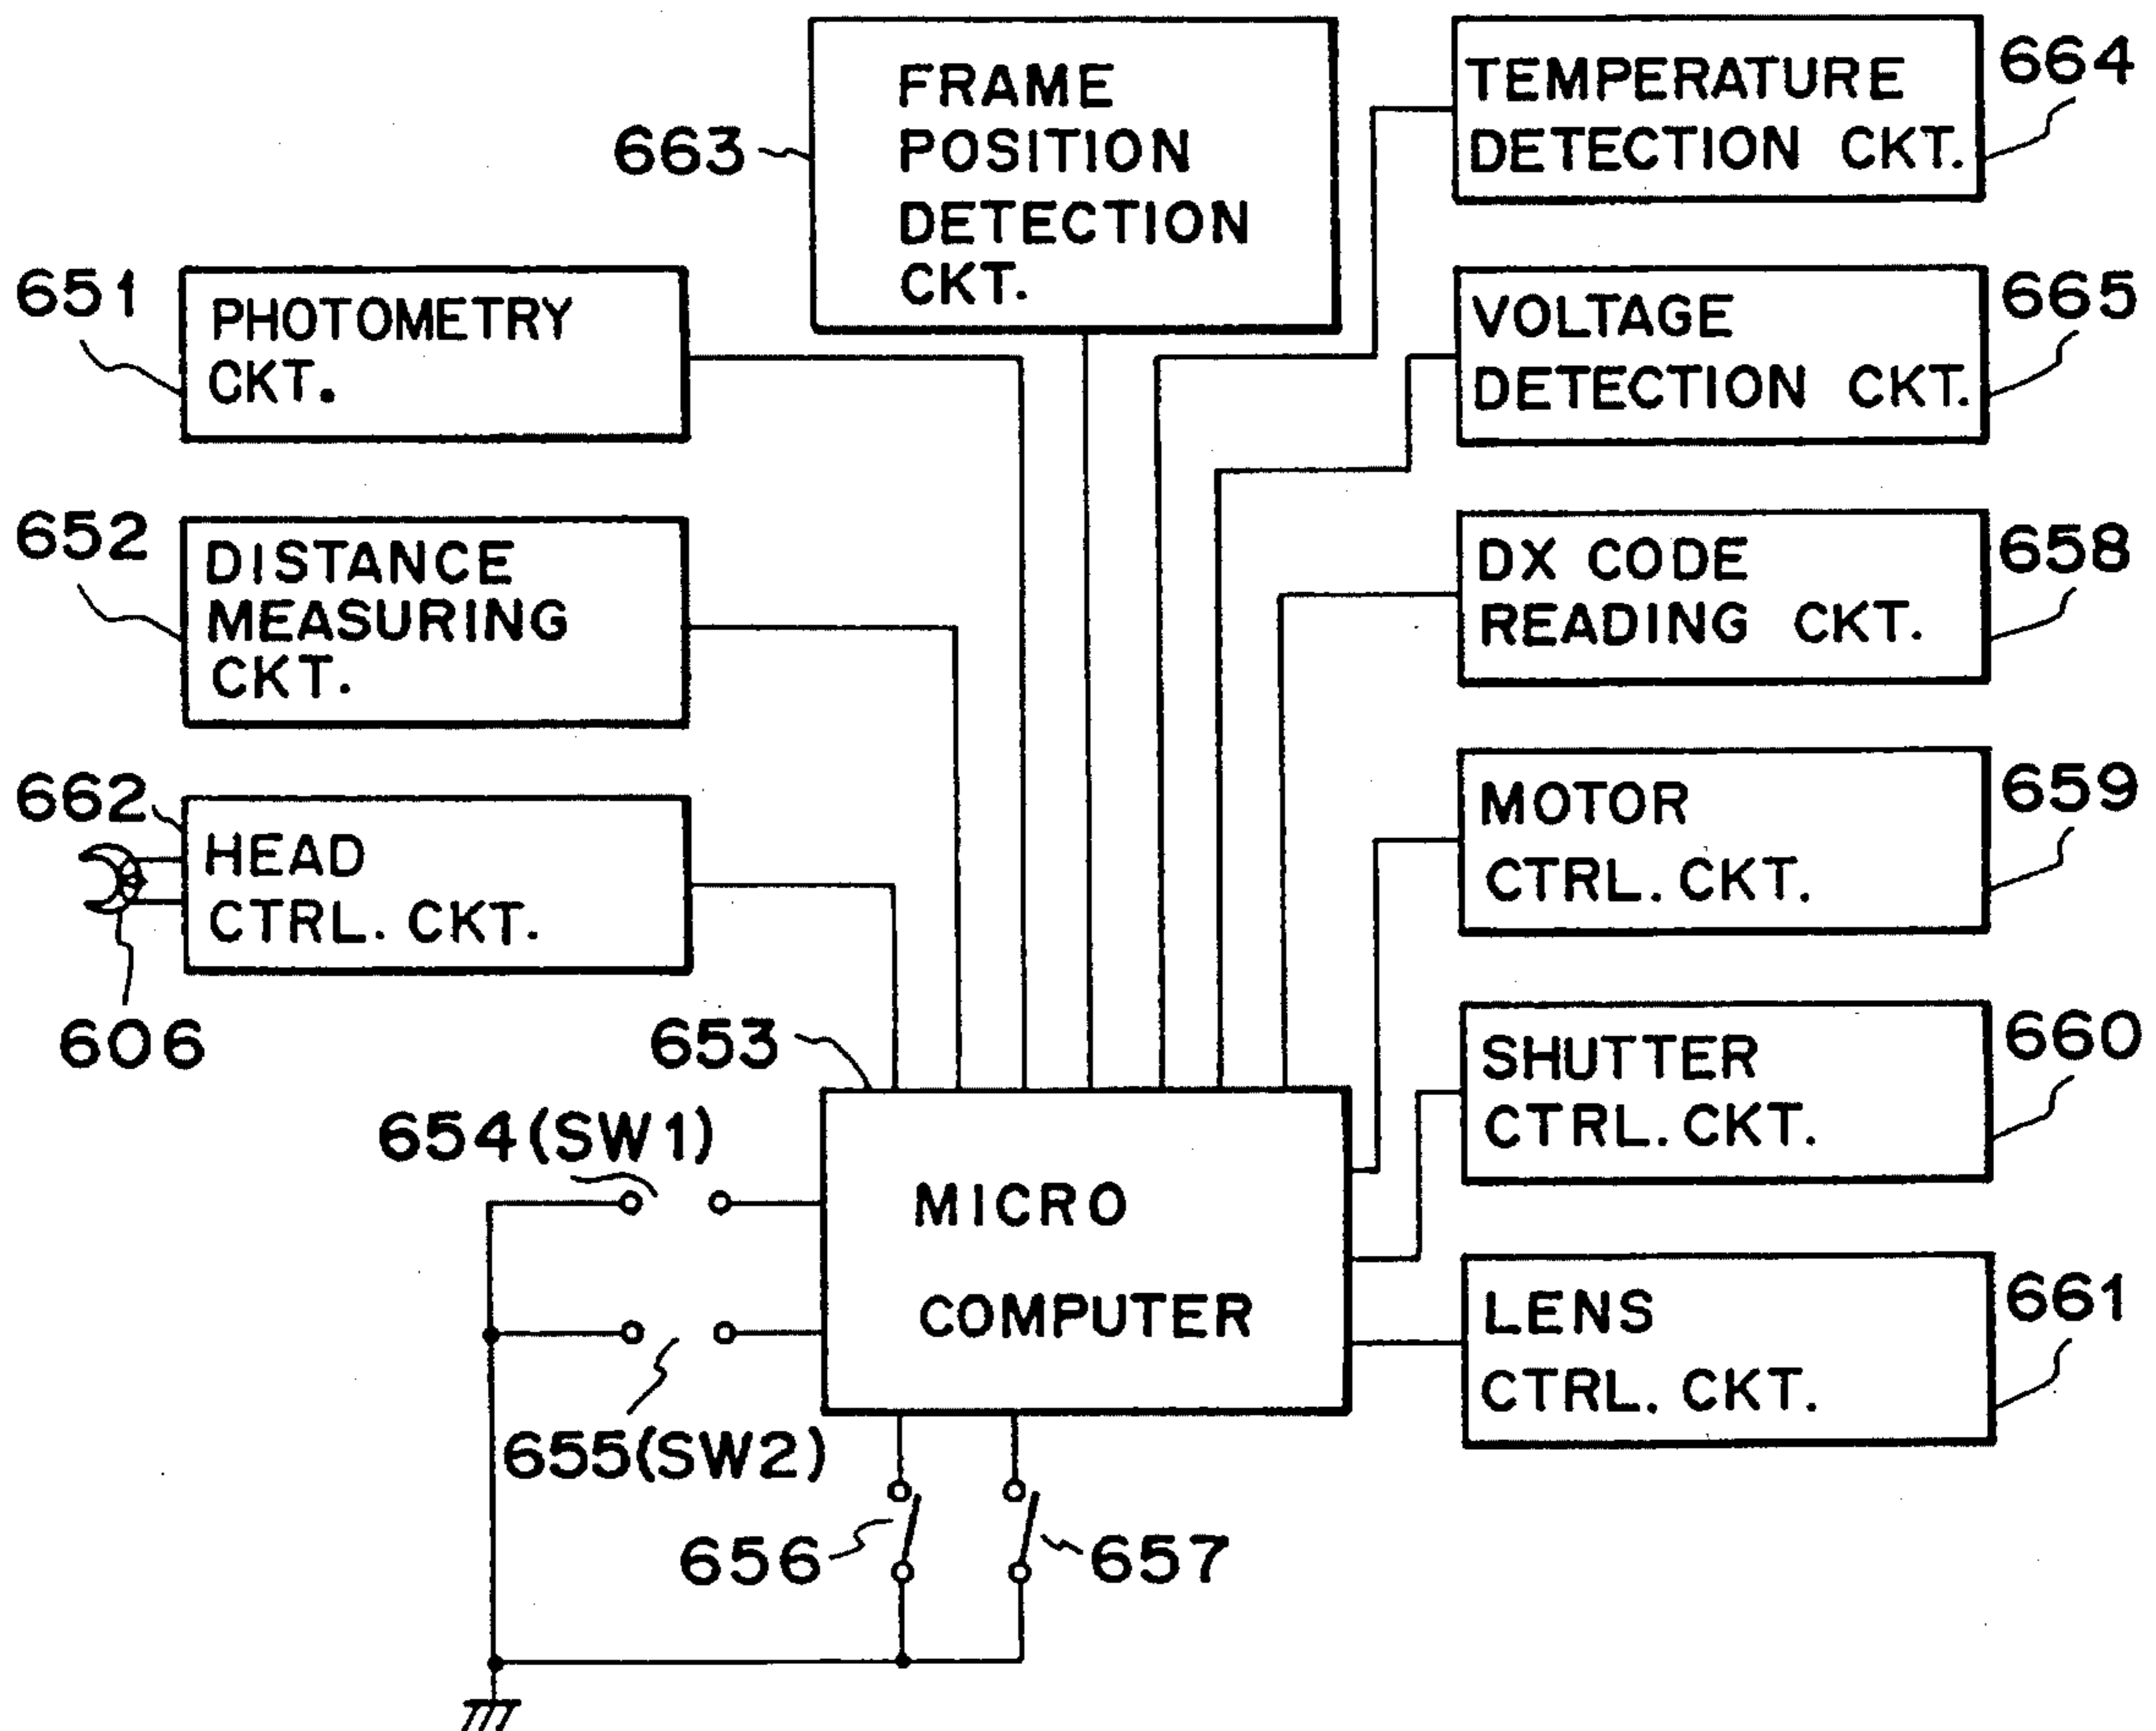 663
FRAME
POSITION
DETECTION
CKT.
TEMPERATURE
DETECTION CKT.
664
651
PHOTOMETRY
CKT.
VOLTAGE
DETECTION CKT.
665
652
DISTANCE
MEASURING
CKT.
DX CODE
READING CKT.
658
662
HEAD
CTRL. CKT.
606
MOTOR
CTRL. CKT.
659
653
MICRO
COMPUTER
SHUTTER
CTRL. CKT.
660
654(SW1)
655(SW2)
LENS
CTRL. CKT.
661
656
657